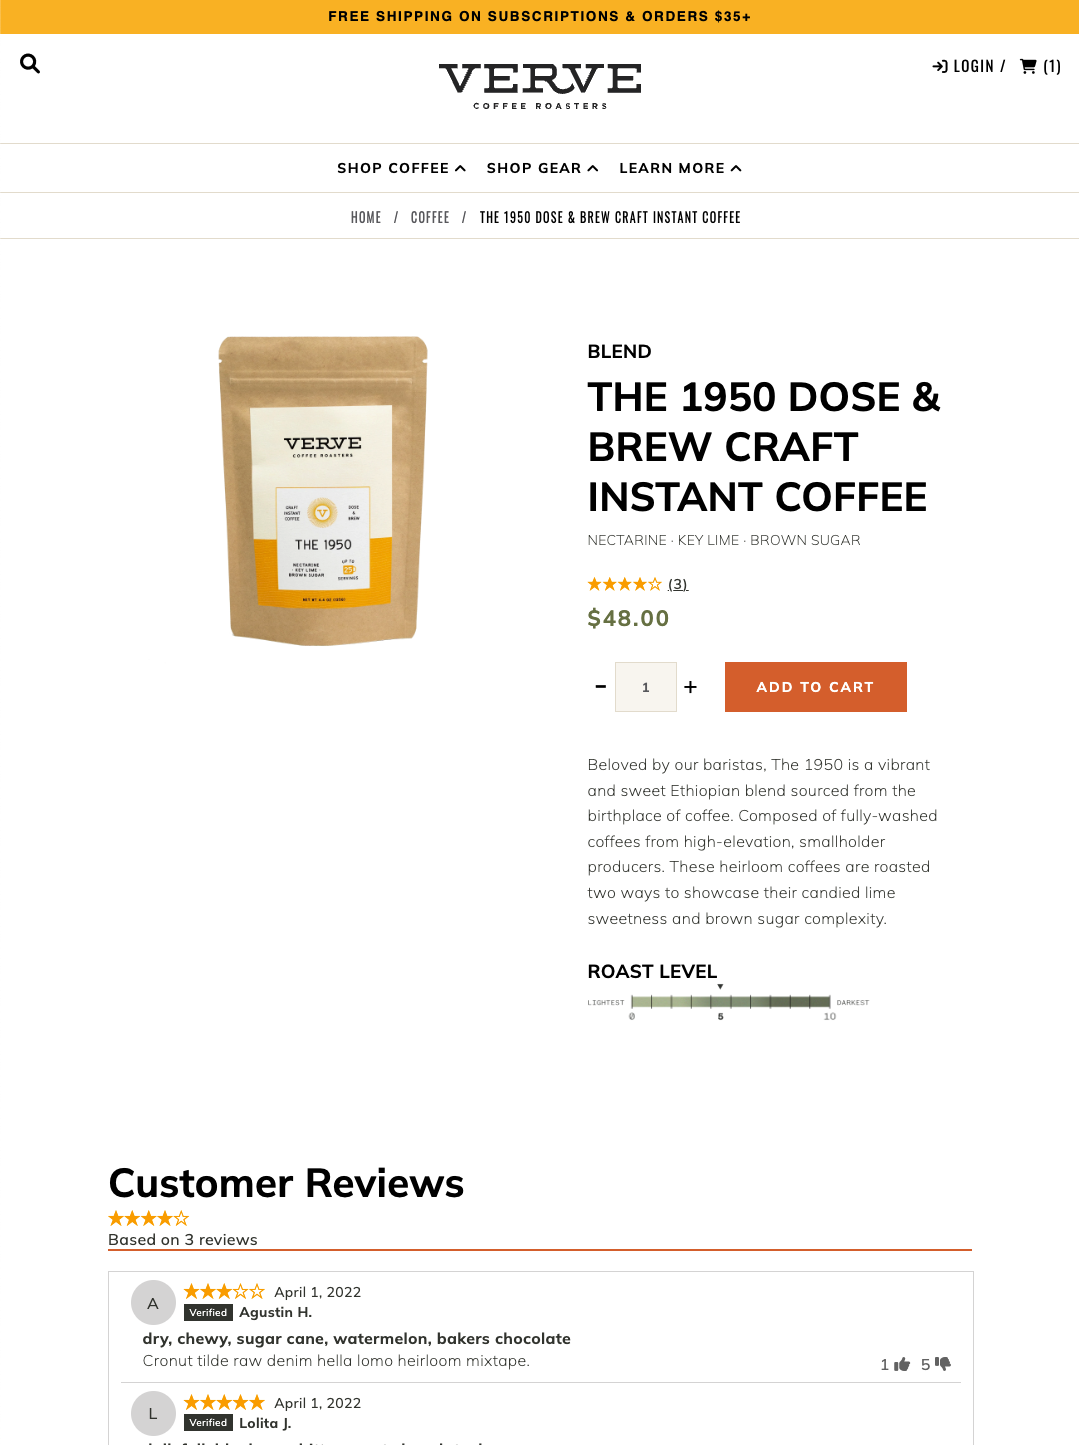 FREE SHIPPING ON SUBSCRIPTIONS & ORDERS $35+
VERVE
COFFEE ROASTERS
LOGIN / (1)
SHOP COFFEE SHOP GEAR LEARN MORE
HOME / COFFEE / THE 1950 DOSE & BREW CRAFT INSTANT COFFEE
VERVE
COFFEE ROASTERS
CRAFT
INSTANT
COFFEE
V
DOSE
&
BREW
THE 1950
NECTARINE
· KEY LIME ·
BROWN SUGAR
UP TO
25
SERVINGS
BLEND
THE 1950 DOSE &
BREW CRAFT
INSTANT COFFEE
NECTARINE · KEY LIME · BROWN SUGAR
(3)
$48.00
− 1 + ADD TO CART
Beloved by our baristas, The 1950 is a vibrant
and sweet Ethiopian blend sourced from the
birthplace of coffee. Composed of fully-washed
coffees from high-elevation, smallholder
producers. These heirloom coffees are roasted
two ways to showcase their candied lime
sweetness and brown sugar complexity.
ROAST LEVEL
LIGHTEST DARKEST
0 5 10
Customer Reviews
Based on 3 reviews
A
April 1, 2022
Verified Agustin H.
dry, chewy, sugar cane, watermelon, bakers chocolate
Cronut tilde raw denim hella lomo heirloom mixtape.
1 5
L
April 1, 2022
Verified Lolita J.